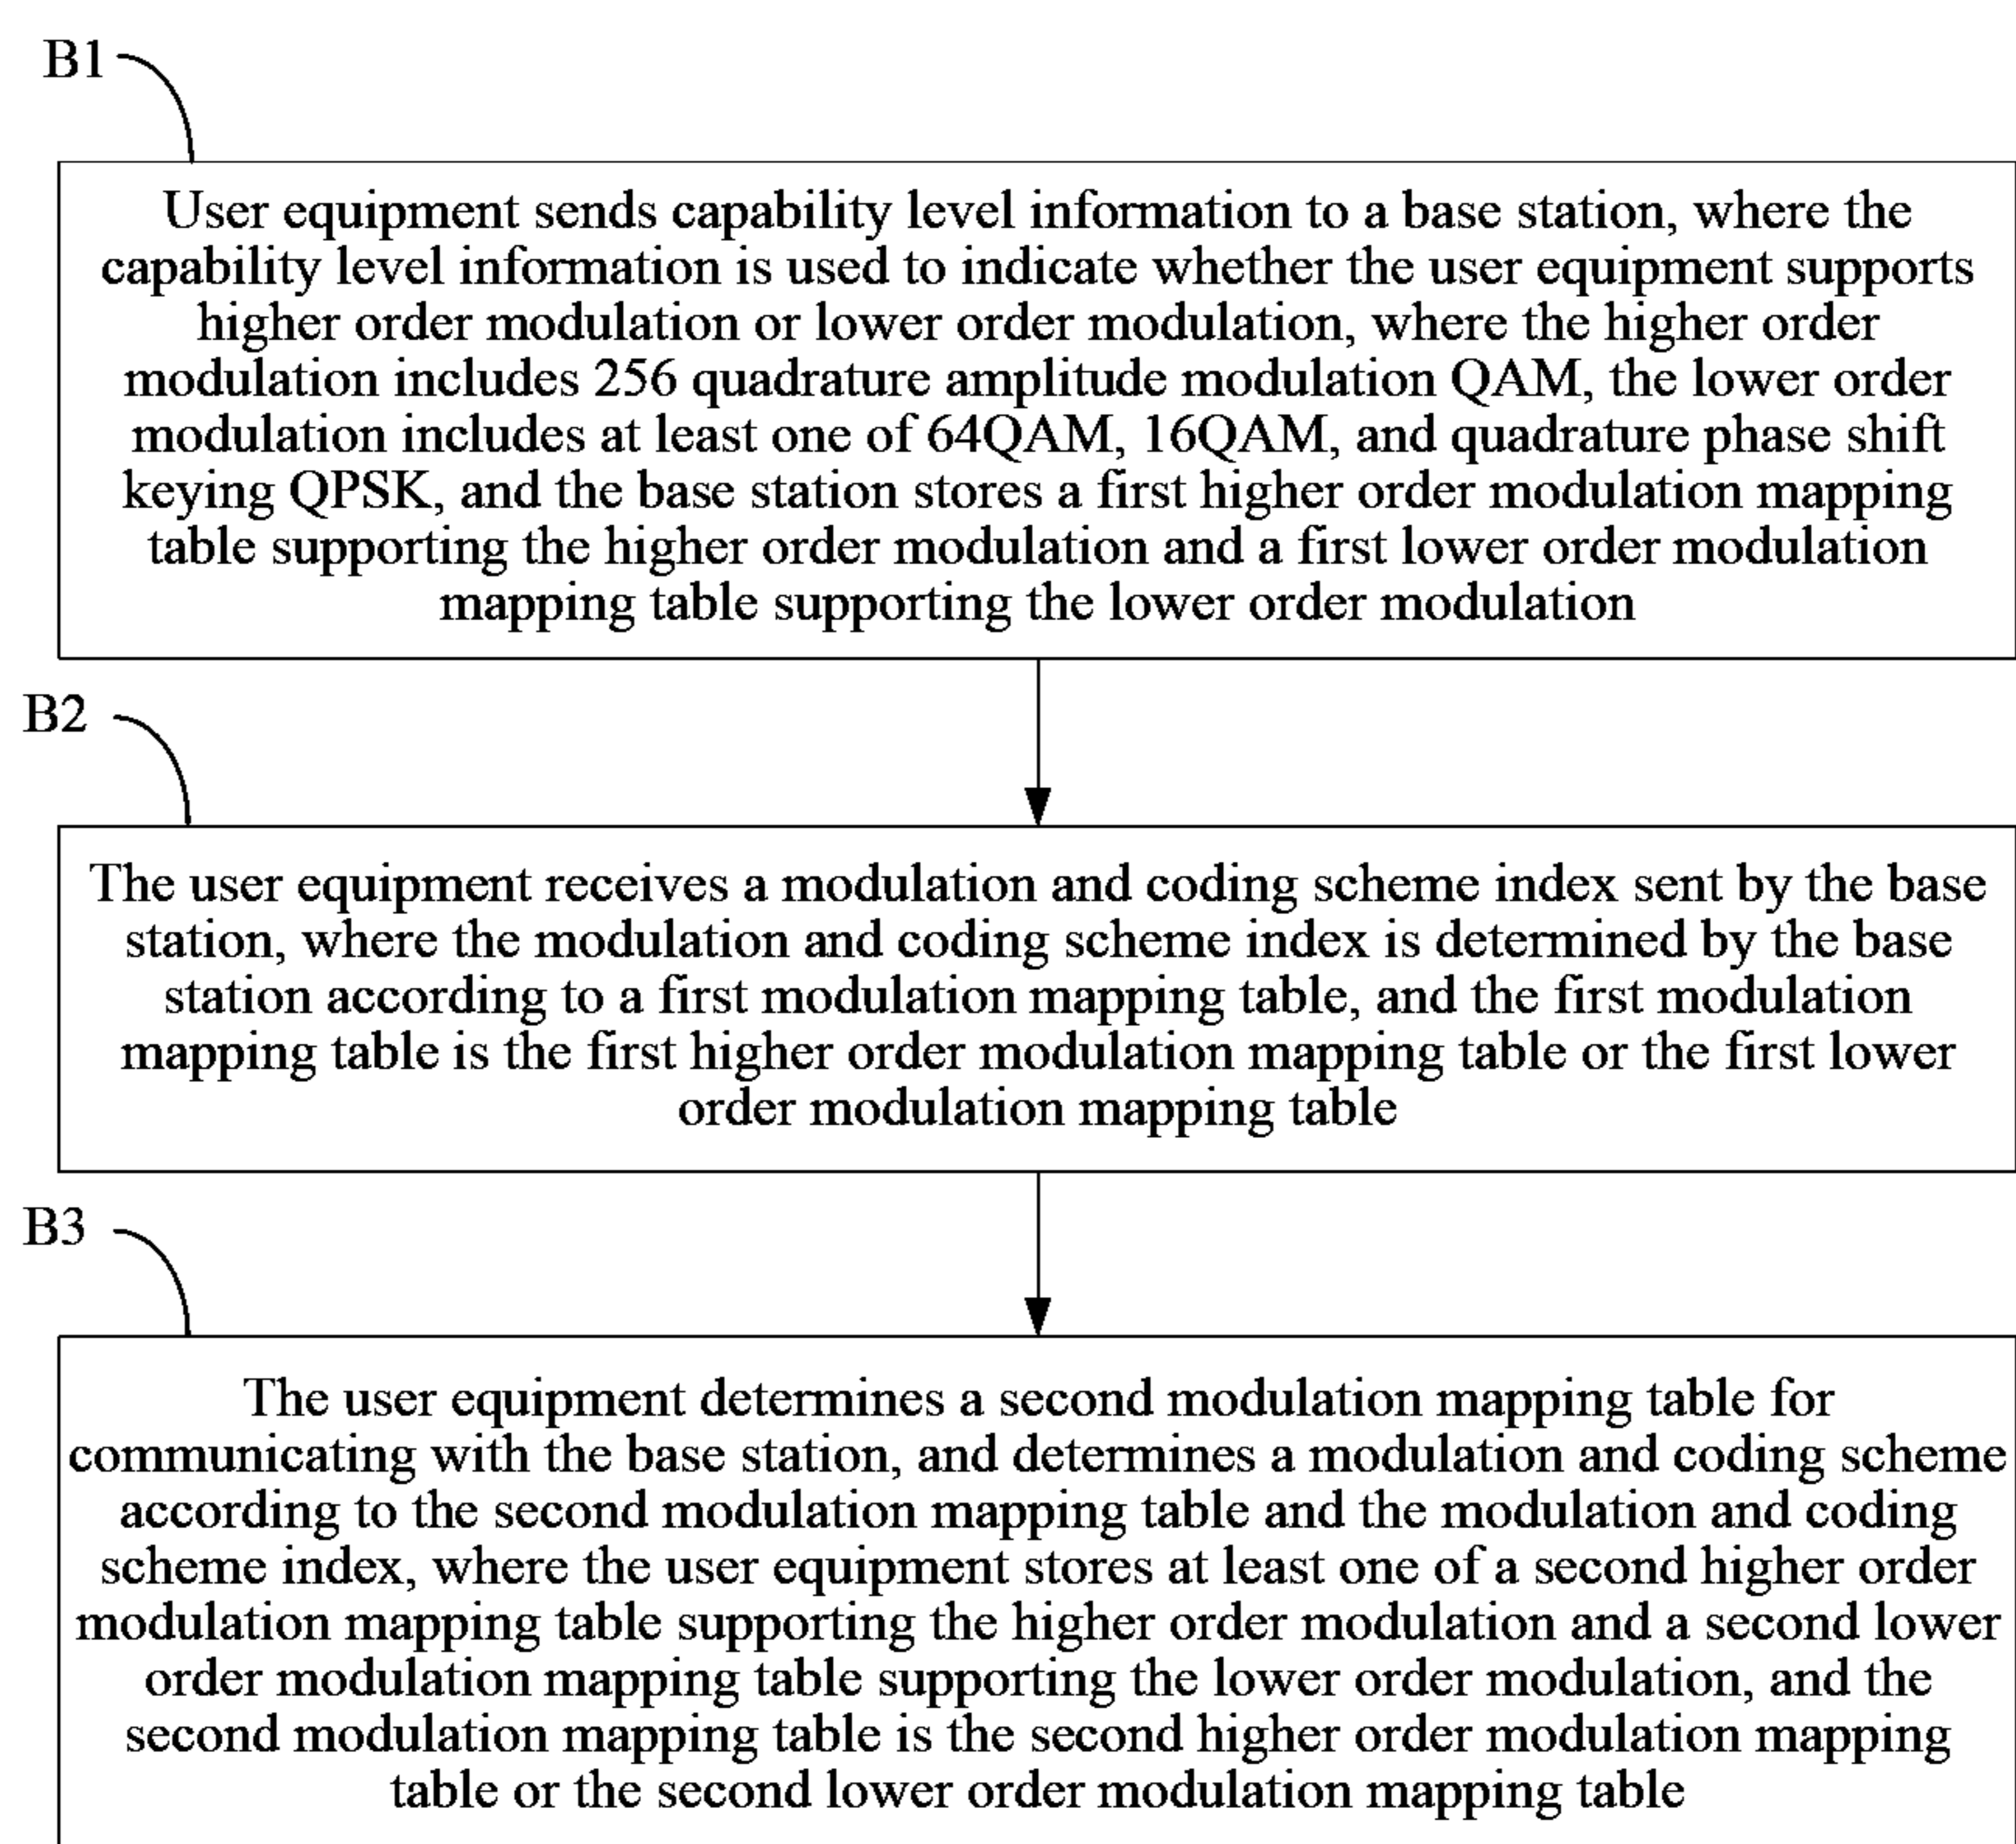 B1
User equipment sends capability level information to a base station, where the
capability level information is used to indicate whether the user equipment supports
higher order modulation or lower order modulation, where the higher order
modulation includes 256 quadrature amplitude modulation QAM, the lower order
modulation includes at least one of 64QAM, 16QAM, and quadrature phase shift
keying QPSK, and the base station stores a first higher order modulation mapping
table supporting the higher order modulation and a first lower order modulation
mapping table supporting the lower order modulation
B2
The user equipment receives a modulation and coding scheme index sent by the base
station, where the modulation and coding scheme index is determined by the base
station according to a first modulation mapping table, and the first modulation
mapping table is the first higher order modulation mapping table or the first lower
order modulation mapping table
B3
The user equipment determines a second modulation mapping table for
communicating with the base station, and determines a modulation and coding scheme
according to the second modulation mapping table and the modulation and coding
scheme index, where the user equipment stores at least one of a second higher order
modulation mapping table supporting the higher order modulation and a second lower
order modulation mapping table supporting the lower order modulation, and the
second modulation mapping table is the second higher order modulation mapping
table or the second lower order modulation mapping table